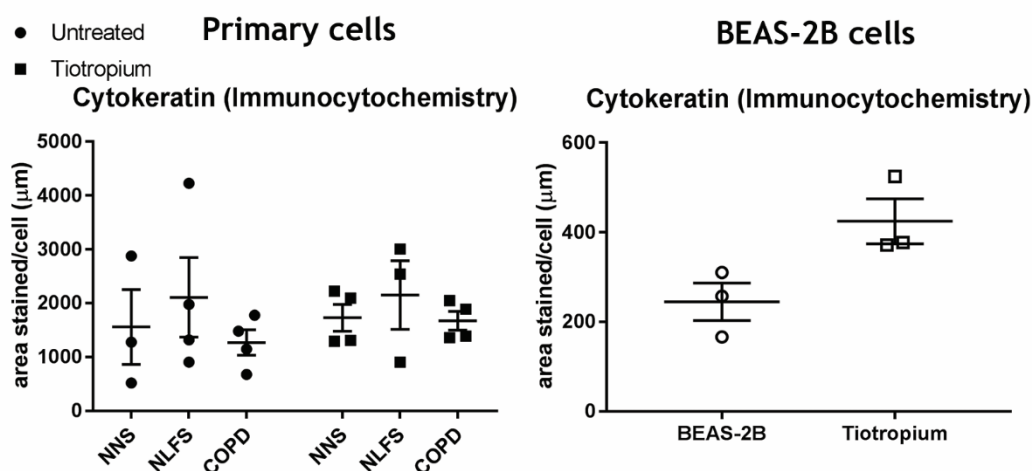 Untreated
Tiotropium
Primary cells
Cytokeratin (Immunocytochemistry)
area stained/cell (μm)
5000
4000
3000
2000
1000
0
NNS
NLFS
COPD
NNS
NLFS
COPD
BEAS-2B cells
Cytokeratin (Immunocytochemistry)
area stained/cell (μm)
600
400
200
0
BEAS-2B
Tiotropium